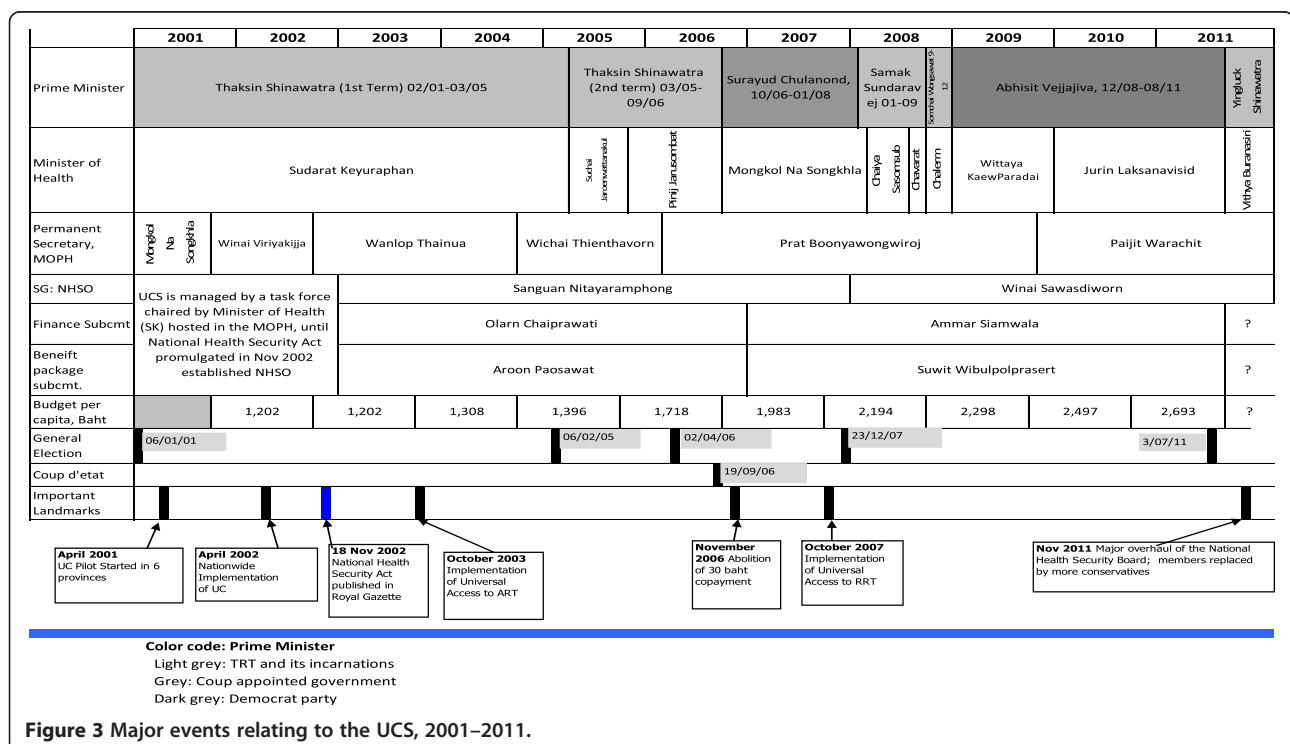 2001 2002 2003 2004 2005 2006 2007 2008 2009 2010 2011
Prime Minister
Thaksin Shinawatra (1st Term) 02/01-03/05
Thaksin Shinawatra
(2nd term) 03/05-
09/06
Surayud Chulanond,
10/06-01/08
Samak
Sundarav
ej 01-09
Somchai Wongsawat 9-
12
Abhisit Vejjajiva, 12/08-08/11
Yingluck
Shinawatra
Minister of
Health
Sudarat Keyuraphan
Suchai
Jaroenwattanakul
Pinij Jarusombat
Mongkol Na Songkhla
Chaiya
Sasomsub
Chavarat
Chalerm
Wittaya
KaewParadai
Jurin Laksanavisid
Vithya Buranasiri
Permanent
Secretary,
MOPH
Mongkol
Na
Songkhla
Winai Viriyakijja
Wanlop Thainua
Wichai Thienthavorn
Prat Boonyawongwiroj
Paijit Warachit
SG: NHSO
UCS is managed by a task force
chaired by Minister of Health
(SK) hosted in the MOPH, until
National Health Security Act
promulgated in Nov 2002
established NHSO
Sanguan Nitayaramphong
Winai Sawasdiworn
Finance Subcmt
Olarn Chaiprawati
Ammar Siamwala
?
Beneift
package
subcmt.
Aroon Paosawat
Suwit Wibulpolprasert
?
Budget per
capita, Baht
1,202 1,202 1,308 1,396 1,718 1,983 2,194 2,298 2,497 2,693 ?
General
Election
06/01/01
06/02/05
02/04/06
23/12/07
3/07/11
Coup d'etat
19/09/06
Important
Landmarks
April 2001
UC Pilot Started in 6
provinces
April 2002
Nationwide
Implementation
of UC
18 Nov 2002
National Health
Security Act
published in
Royal Gazette
October 2003
Implementation
of Universal
Access to ART
November
2006 Abolition
of 30 baht
copayment
October 2007
Implementation
of Universal
Access to RRT
Nov 2011 Major overhaul of the National
Health Security Board; members replaced
by more conservatives
Color code: Prime Minister
Light grey: TRT and its incarnations
Grey: Coup appointed government
Dark grey: Democrat party
Figure 3 Major events relating to the UCS, 2001–2011.